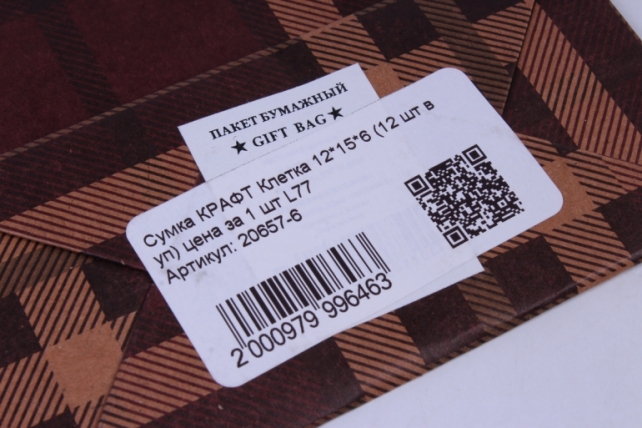 ПАКЕТ БУМАЖНЫЙ
★ GIFT BAG ★
Сумка КРАФТ Клетка 12*15*6 (12 шт в
уп) цена за 1 шт L77
Артикул: 20657-6
2 000979 996463